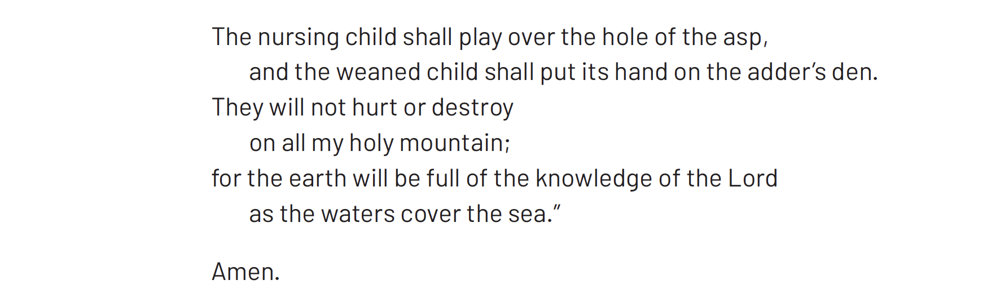 The nursing child shall play over the hole of the asp,
and the weaned child shall put its hand on the adder’s den.
They will not hurt or destroy
on all my holy mountain;
for the earth will be full of the knowledge of the Lord
as the waters cover the sea.”
Amen.